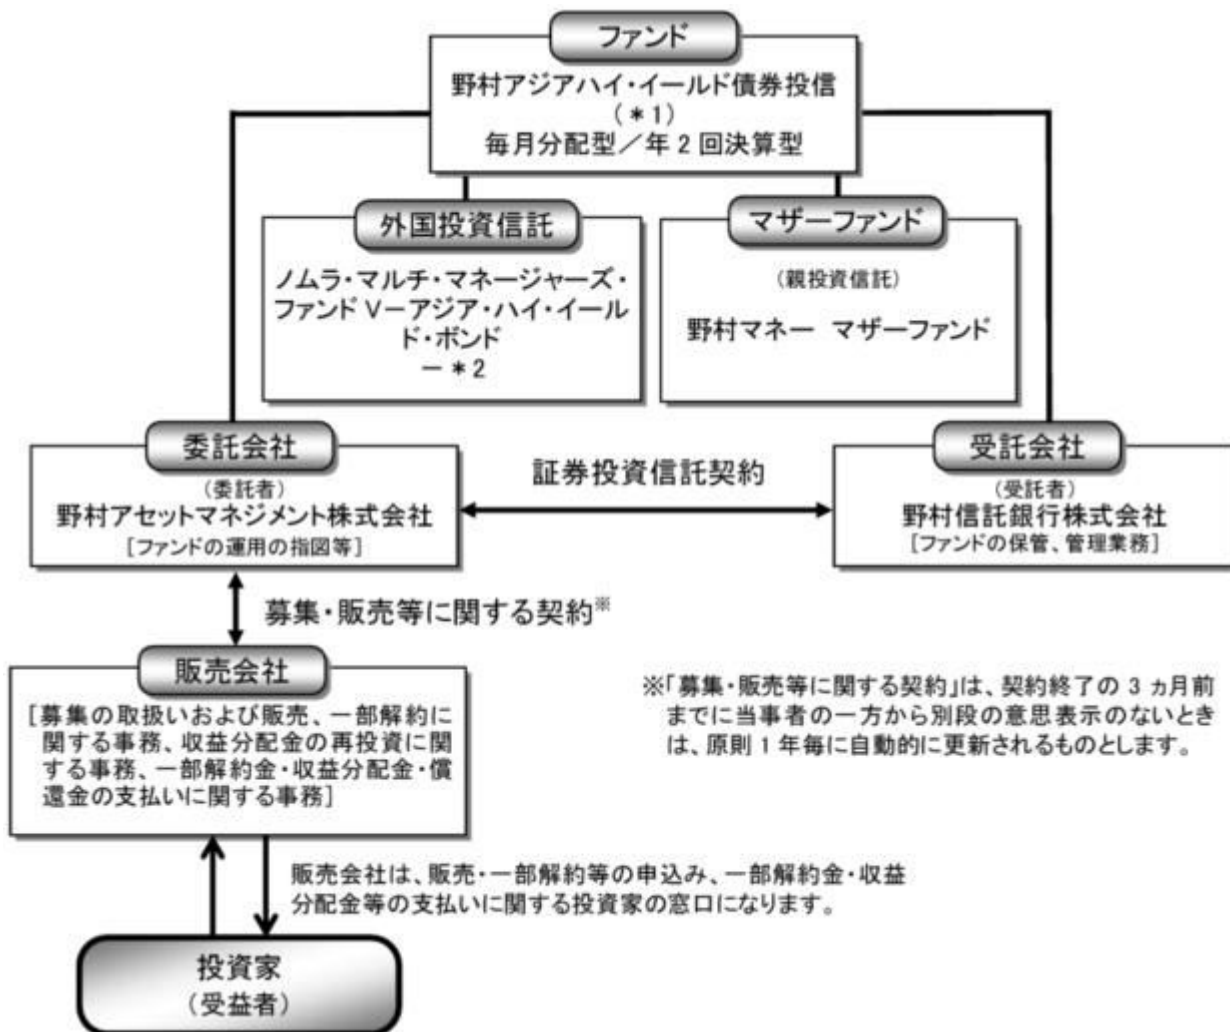 ファンド
野村アジアハイ・イールド債券投信
(*1)
毎月分配型／年2回決算型
外国投資信託
ノムラ・マルチ・マネージャーズ・
ファンドⅤ－アジア・ハイ・イール
ド・ボンド
－*2
マザーファンド
(親投資信託)
野村マネー マザーファンド
委託会社
(委託者)
野村アセットマネジメント株式会社
[ファンドの運用の指図等]
証券投資信託契約
受託会社
(受託者)
野村信託銀行株式会社
[ファンドの保管、管理業務]
募集・販売等に関する契約※
販売会社
[募集の取扱いおよび販売、一部解約に
関する事務、収益分配金の再投資に関
する事務、一部解約金・収益分配金・償
還金の支払いに関する事務]
※「募集・販売等に関する契約」は、契約終了の3ヵ月前
までに当事者の一方から別段の意思表示のないとき
は、原則1年毎に自動的に更新されるものとします。
販売会社は、販売・一部解約等の申込み、一部解約金・収益
分配金等の支払いに関する投資家の窓口になります。
投資家
(受益者)